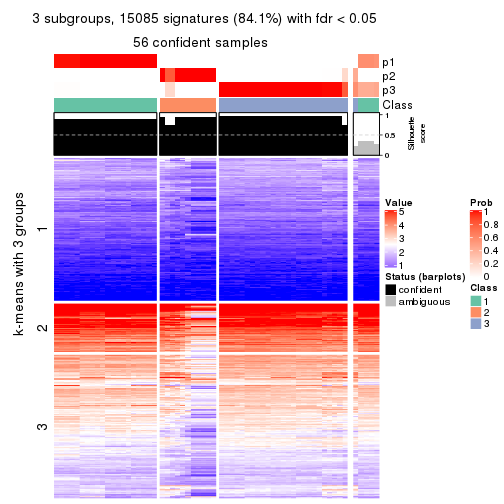 3 subgroups, 15085 signatures (84.1%) with fdr < 0.05
56 confident samples
p1
p2
p3
Class
1
0.5
0
Silhouette
score
k-means with 3 groups
1
2
3
Value
5
4
3
2
1
Status (barplots)
confident
ambiguous
Prob
1
0.8
0.6
0.4
0.2
0
Class
1
2
3